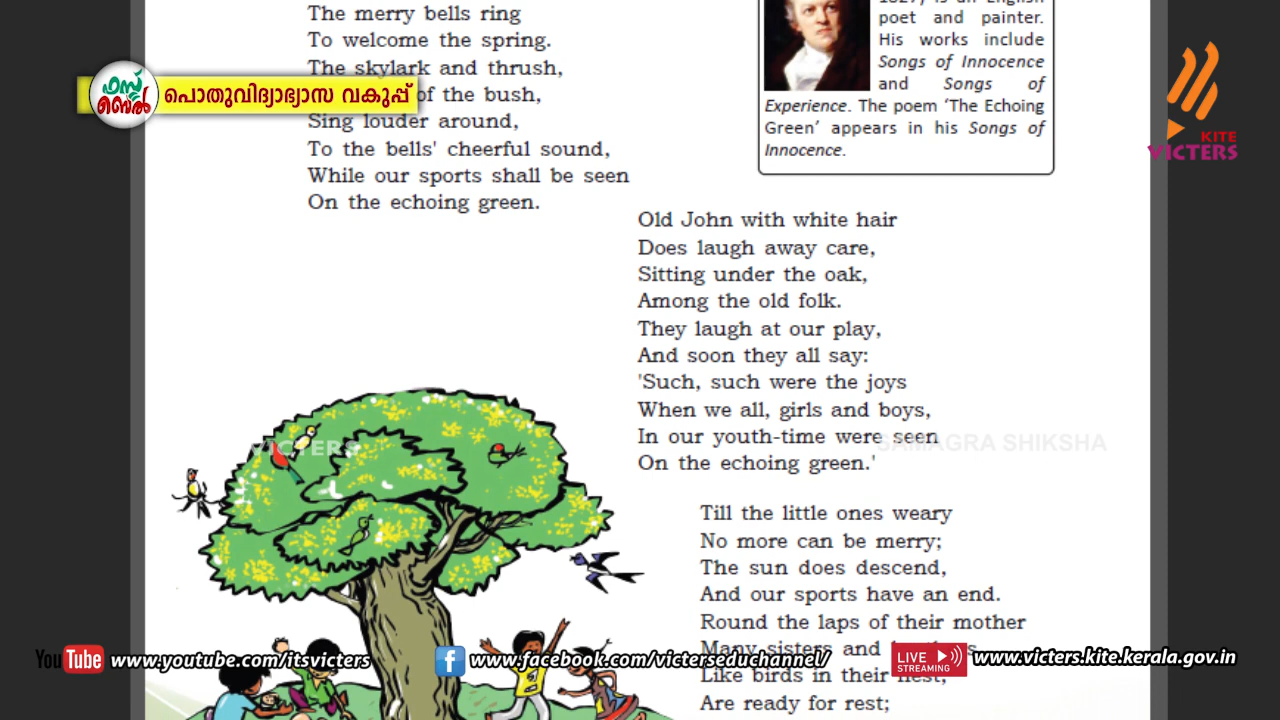 The merry bells ring
To welcome the spring.
The skylark and thrush,
of the bush,
Sing louder around,
To the bells' cheerful sound,
While our sports shall be seen
On the echoing green.
poet and painter.
His works include
Songs of Innocence
and Songs of
Experience. The poem ‘The Echoing
Green’ appears in his Songs of
Innocence.
Old John with white hair
Does laugh away care,
Sitting under the oak,
Among the old folk.
They laugh at our play,
And soon they all say:
'Such, such were the joys
When we all, girls and boys,
In our youth-time were seen
On the echoing green.'
Till the little ones weary
No more can be merry;
The sun does descend,
And our sports have an end.
Round the laps of their mother
Many sisters and
Like birds in their nest,
Are ready for rest;
ഫസ്റ്റ്
ബെൽ
പൊതുവിദ്യാഭ്യാസ വകുപ്പ്
KITE
VICTERS
VICTERS
SAMAGRA SHIKSHA
YouTube www.youtube.com/itsvicters
f www.facebook.com/victerseduchannel/
LIVE
STREAMING
www.victers.kite.kerala.gov.in